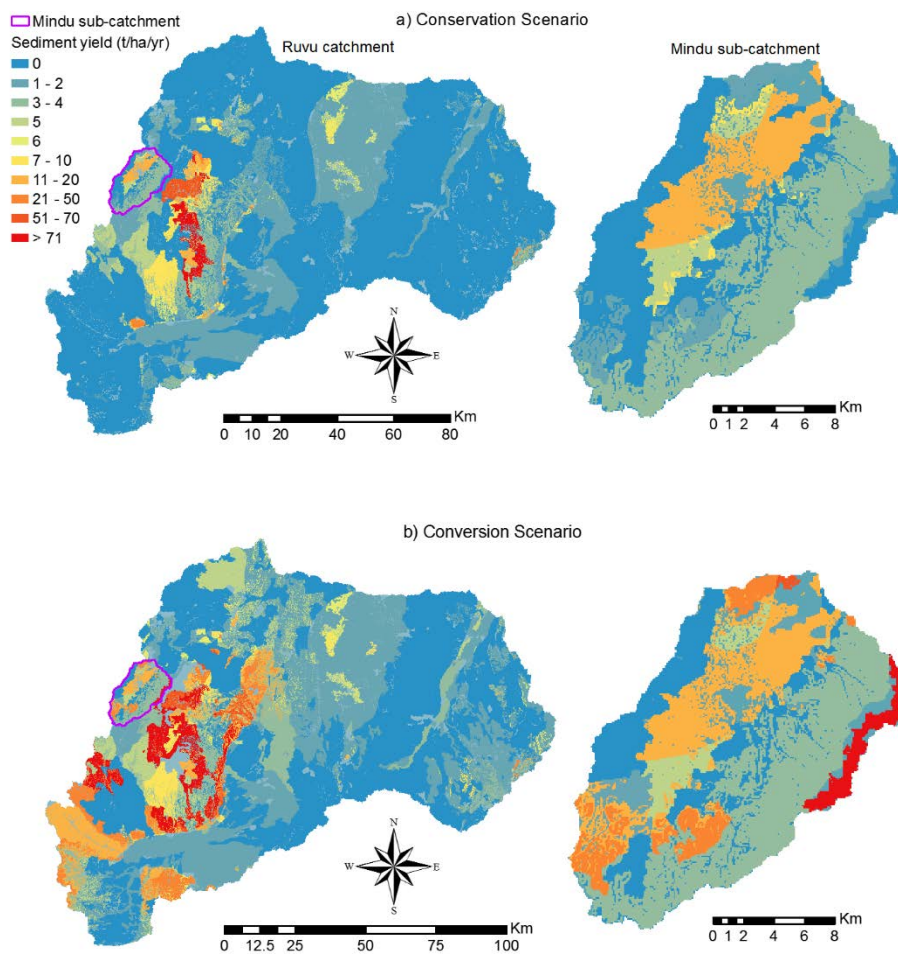 Mindu sub-catchment
Sediment yield (t/ha/yr)
0
1 - 2
3 - 4
5
6
7 - 10
11 - 20
21 - 50
51 - 70
> 71
a) Conservation Scenario
Ruvu catchment
Mindu sub-catchment
N
W E
S
Km
0 10 20 40 60 80
Km
0 1 2 4 6 8
b) Conversion Scenario
N
W E
S
Km
0 12.5 25 50 75 100
Km
0 1 2 4 6 8